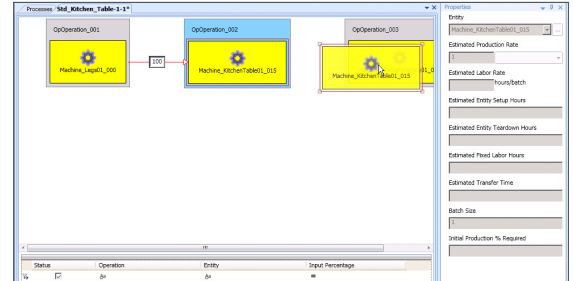 Processes Std_Kitchen_Table-1-1*
OpOperation_001
OpOperation_002
OpOperation_003
Machine_Legs01_000
100
Machine_KitchenTable01_015
Machine_KitchenTable01_015
Status
Operation
Entity
Input Percentage
Properties
Entity
Machine_KitchenTable01_015
Estimated Production Rate
1
Estimated Labor Rate
hours/batch
Estimated Entity Setup Hours
Estimated Entity Teardown Hours
Estimated Fixed Labor Hours
Estimated Transfer Time
Batch Size
1
Initial Production % Required